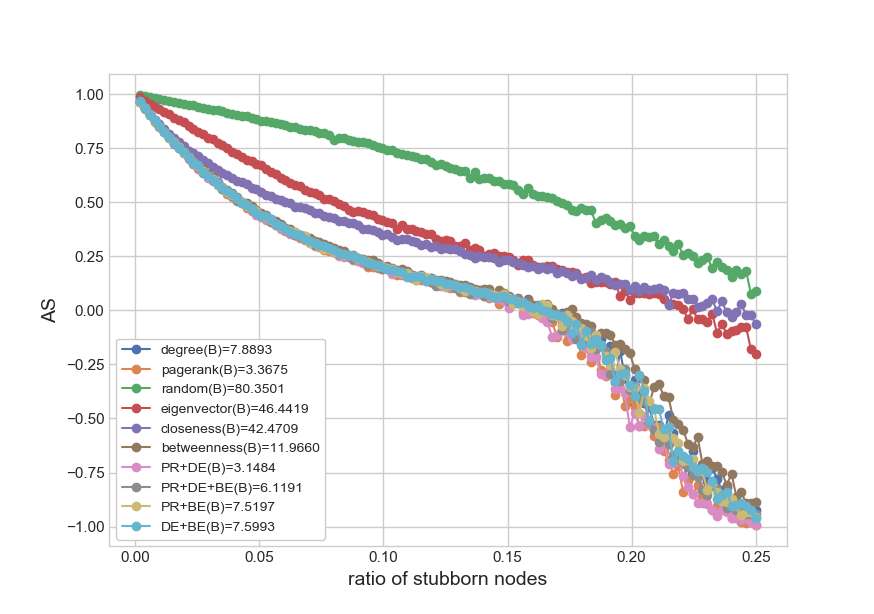 1.00
0.75
0.50
0.25
0.00
−0.25
−0.50
−0.75
−1.00
AS
degree(B)=7.8893
pagerank(B)=3.3675
random(B)=80.3501
eigenvector(B)=46.4419
closeness(B)=42.4709
betweenness(B)=11.9660
PR+DE(B)=3.1484
PR+DE+BE(B)=6.1191
PR+BE(B)=7.5197
DE+BE(B)=7.5993
0.00 0.05 0.10 0.15 0.20 0.25
ratio of stubborn nodes